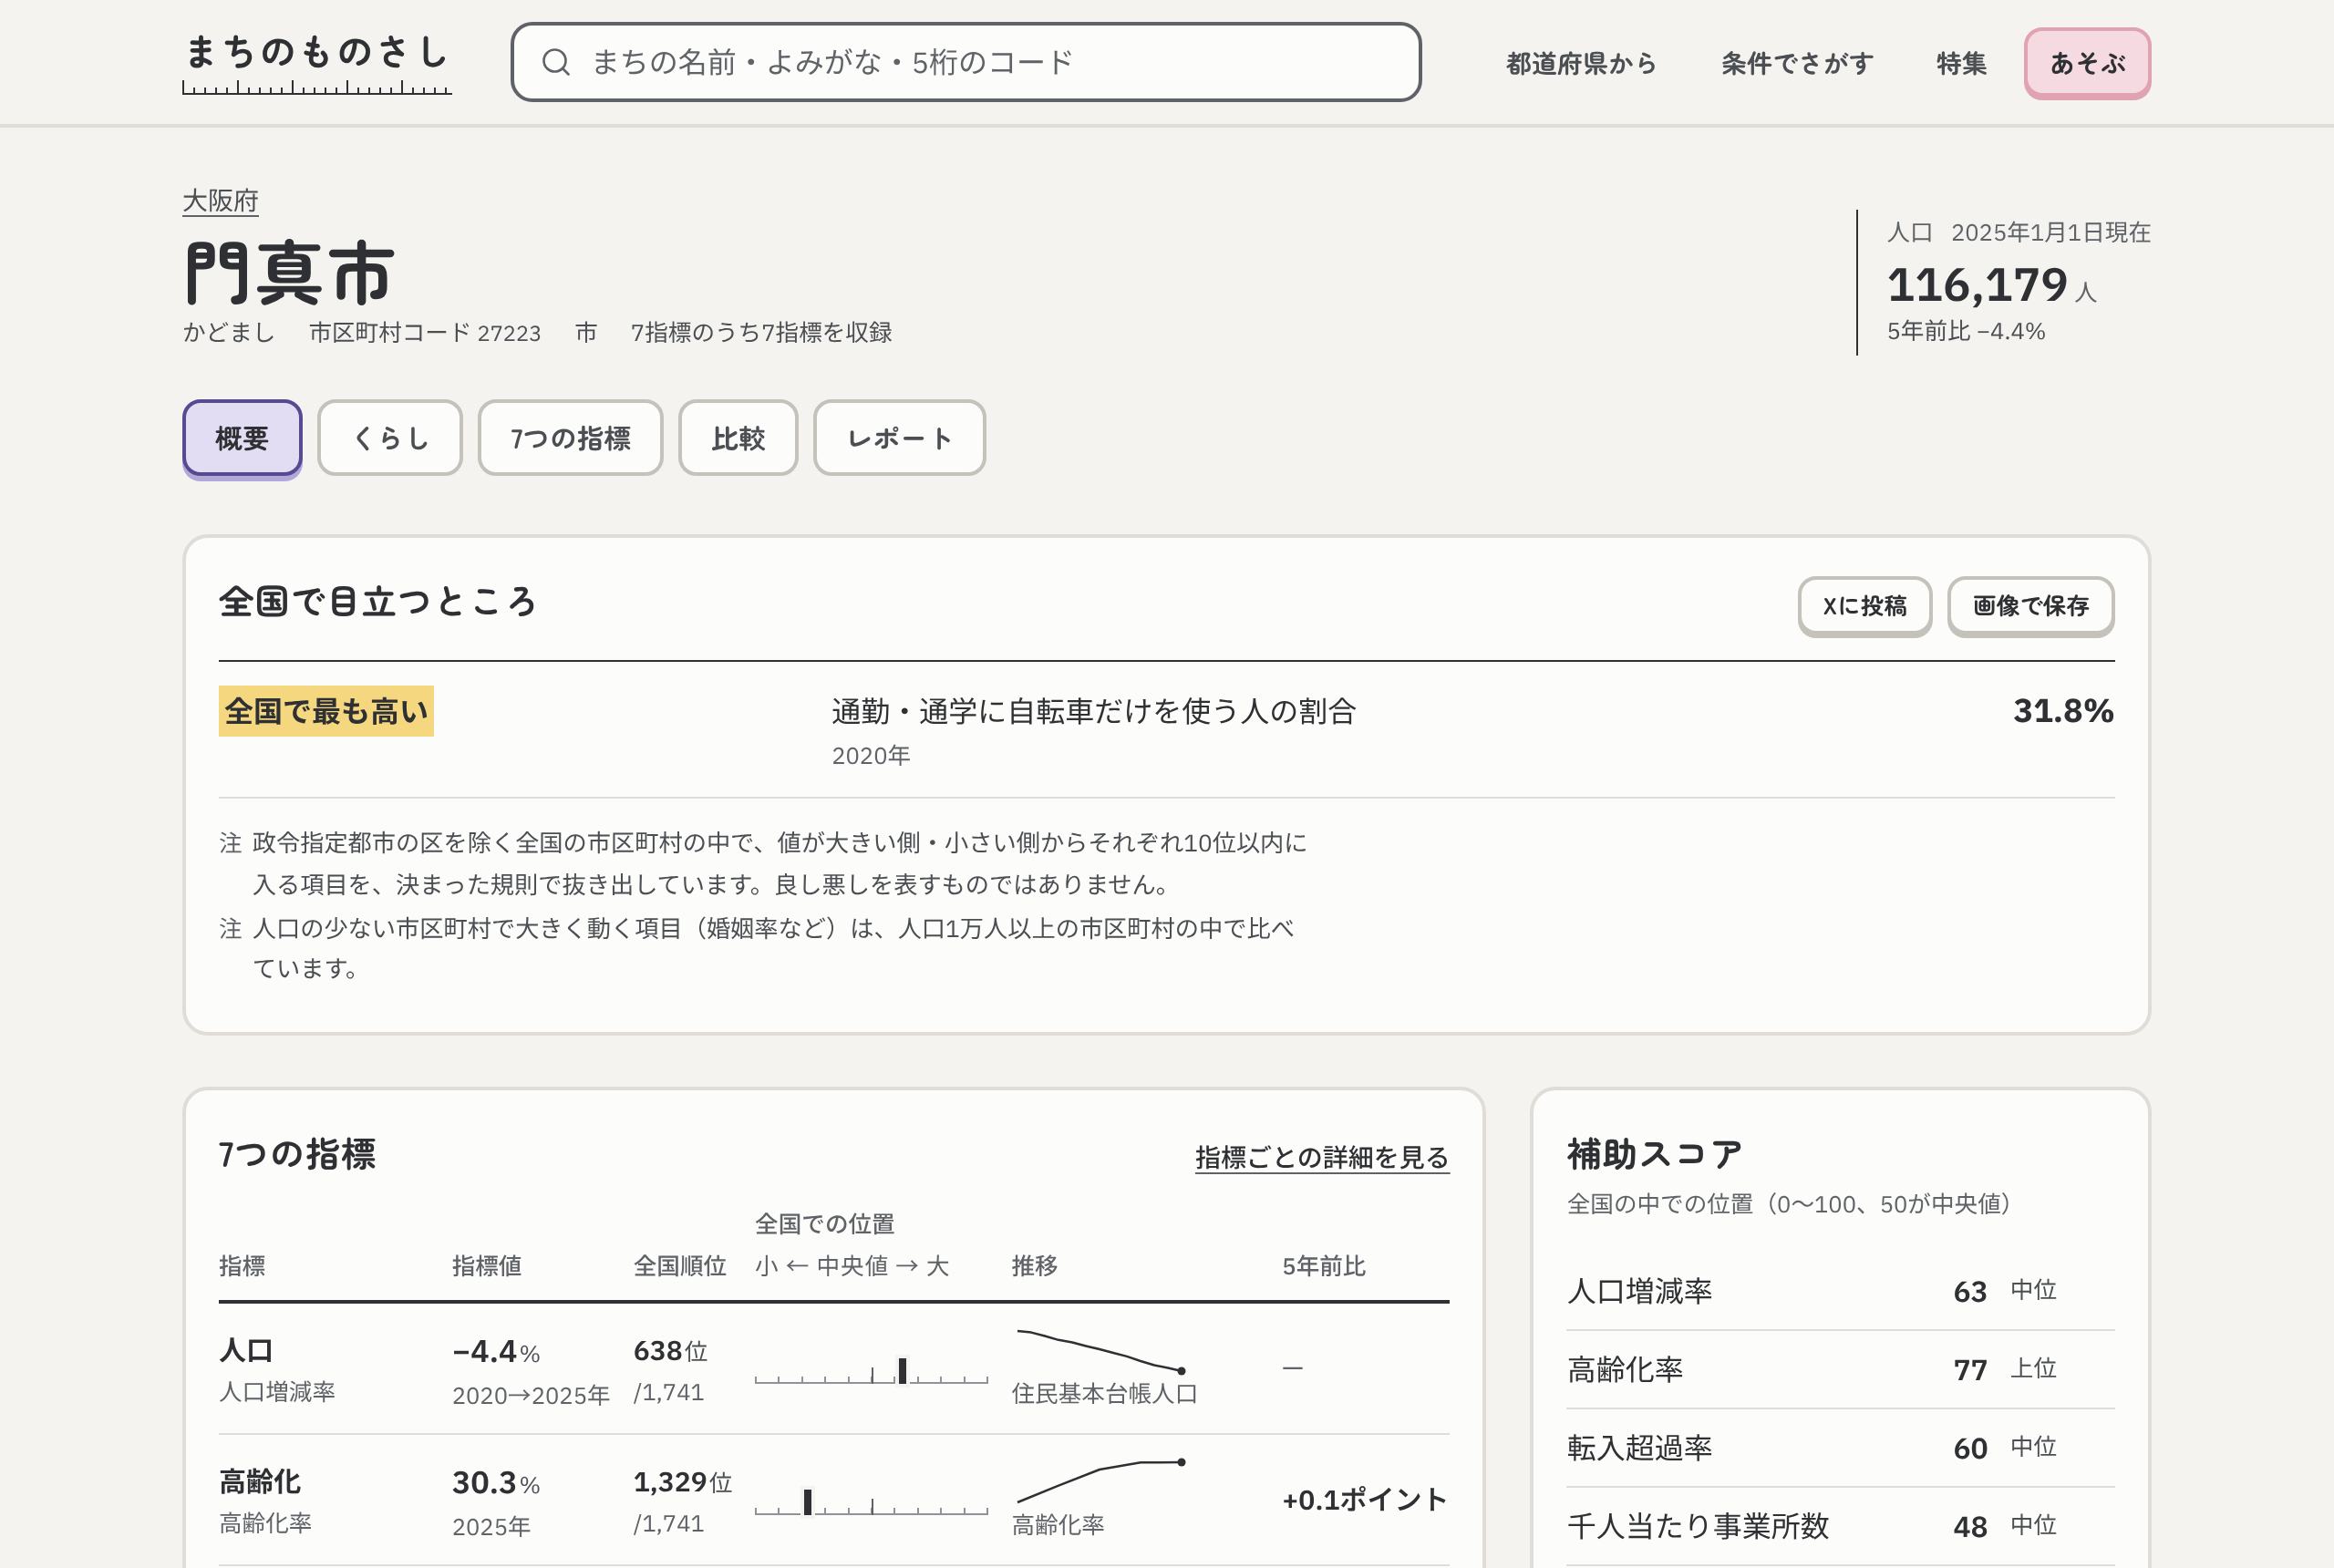 まちのものさし
まちの名前・よみがな・5桁のコード
都道府県から
条件でさがす
特集
あそぶ
大阪府
門真市
かどまし 市区町村コード 27223 市 7指標のうち7指標を収録
人口 2025年1月1日現在
116,179 人
5年前比 −4.4%
概要
くらし
7つの指標
比較
レポート
全国で目立つところ
Xに投稿
画像で保存
全国で最も高い
通勤・通学に自転車だけを使う人の割合
31.8%
2020年
注 政令指定都市の区を除く全国の市区町村の中で、値が大きい側・小さい側からそれぞれ10位以内に
入る項目を、決まった規則で抜き出しています。良し悪しを表すものではありません。
注 人口の少ない市区町村で大きく動く項目（婚姻率など）は、人口1万人以上の市区町村の中で比べ
ています。
7つの指標
指標ごとの詳細を見る
全国での位置
指標 指標値 全国順位 小 ← 中央値 → 大 推移 5年前比
人口 −4.4% 638位 —
人口増減率 2020→2025年 /1,741 住民基本台帳人口
高齢化 30.3% 1,329位 +0.1ポイント
高齢化率 2025年 /1,741 高齢化率
補助スコア
全国の中での位置（0〜100、50が中央値）
人口増減率 63 中位
高齢化率 77 上位
転入超過率 60 中位
千人当たり事業所数 48 中位